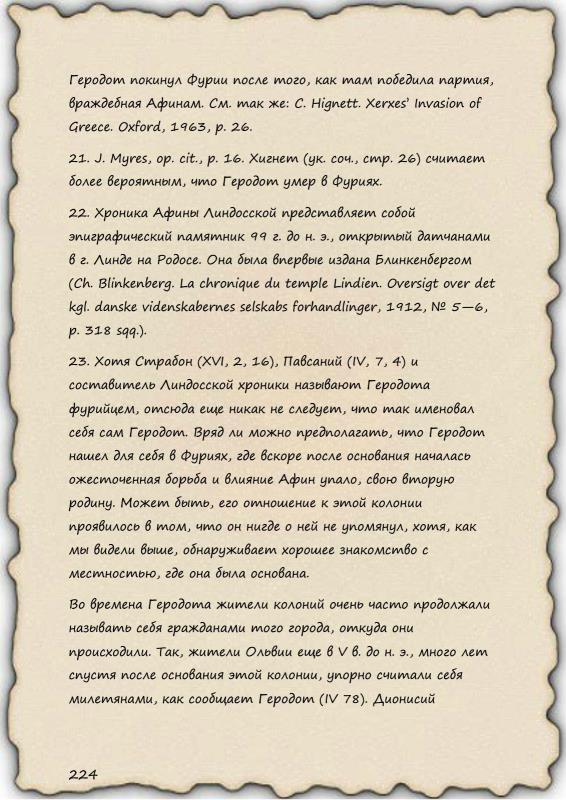 Геродот покинул Фурии после того, как там победила партия,
враждебная Афинам. См. так же: C. Hignett. Xerxes' Invasion of
Greece. Oxford, 1963, p. 26.
21. J. Myres, op. cit., p. 16. Хигнет (ук. соч., стр. 26) считает
более вероятным, что Геродот умер в Фуриях.
22. Хроника Афины Линдосской представляет собой
эпиграфический памятник 99 г. до н. э., открытый датчанами
в г. Линде на Родосе. Она была впервые издана Блинкенбергом
(Ch. Blinkenberg. La chronique du temple Lindien. Oversigt over det
kgl. danske videnskabernes selskabs forhandlinger, 1912, № 5—6,
p. 318 sqq.).
23. Хотя Страбон (XVI, 2, 16), Павсаний (IV, 7, 4) и
составитель Линдосской хроники называют Геродота
фурийцем, отсюда еще никак не следует, что так именовал
себя сам Геродот. Вряд ли можно предполагать, что Геродот
нашел для себя в Фуриях, где вскоре после основания началась
ожесточенная борьба и влияние Афин упало, свою вторую
родину. Может быть, его отношение к этой колонии
проявилось в том, что он нигде о ней не упомянул, хотя, как
мы видели выше, обнаруживает хорошее знакомство с
местностью, где она была основана.
Во времена Геродота жители колоний очень часто продолжали
называть себя гражданами того города, откуда они
происходили. Так, жители Ольвии еще в V в. до н. э., много лет
спустя после основания этой колонии, упорно считали себя
милетянами, как сообщает Геродот (IV 78). Дионисий
224